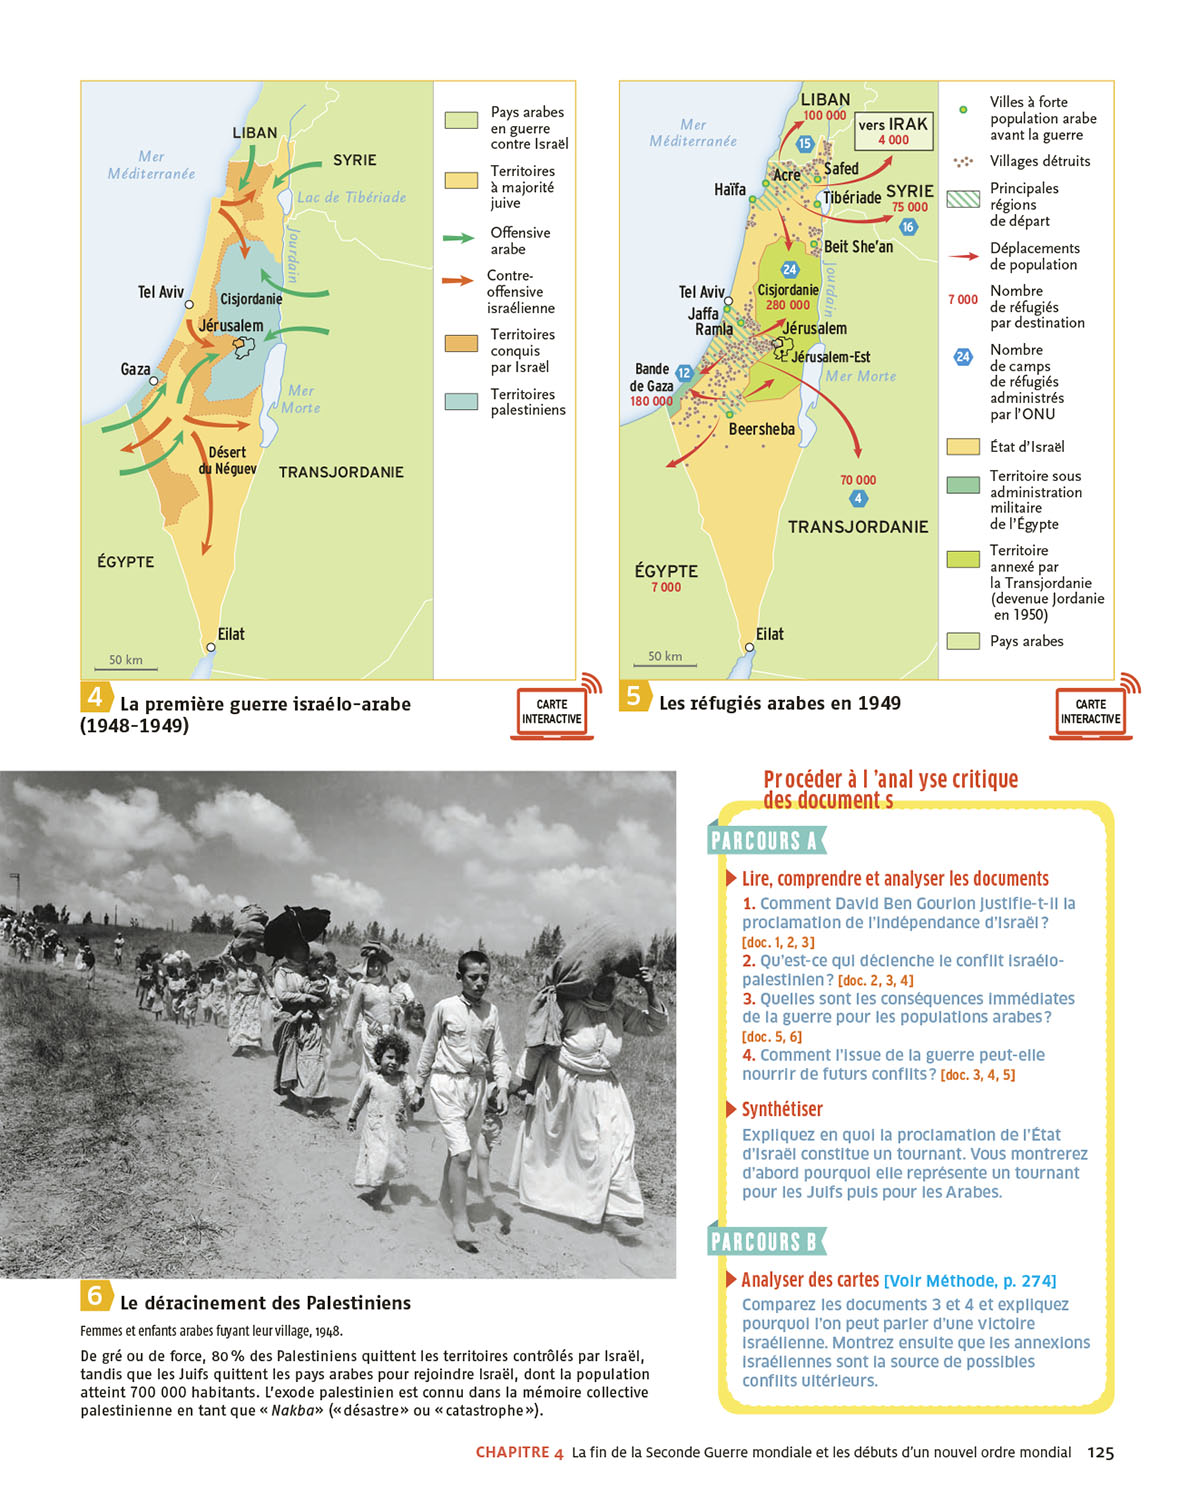 LIBAN
Mer
Méditerranée
SYRIE
Lac de Tibériade
Jourdain
Tel Aviv
Cisjordanie
Jérusalem
Gaza
Mer
Morte
Désert
du Néguev
TRANSJORDANIE
ÉGYPTE
Eilat
50 km
Pays arabes
en guerre
contre Israël
Territoires
à majorité
juive
Offensive
arabe
Contre-
offensive
israélienne
Territoires
conquis
par Israël
Territoires
palestiniens
4 La première guerre israélo-arabe
(1948-1949)
CARTE
INTERACTIVE
LIBAN
100 000
15
vers IRAK
4 000
Mer
Méditerranée
Acre
Safed
Haïfa
Tibériade
SYRIE
75 000
16
Beit She'an
24
Jourdain
Cisjordanie
280 000
Tel Aviv
Jaffa
Ramla
Jérusalem
Jérusalem-Est
Bande
de Gaza
180 000
12
Mer Morte
Beersheba
70 000
4
TRANSJORDANIE
ÉGYPTE
7 000
Eilat
50 km
Villes à forte
population arabe
avant la guerre
Villages détruits
Principales
régions
de départ
Déplacements
de population
7 000 Nombre
de réfugiés
par destination
24 Nombre
de camps
de réfugiés
administrés
par l'ONU
État d'Israël
Territoire sous
administration
militaire
de l'Égypte
Territoire
annexé par
la Transjordanie
(devenue Jordanie
en 1950)
Pays arabes
5 Les réfugiés arabes en 1949
CARTE
INTERACTIVE
6 Le déracinement des Palestiniens
Femmes et enfants arabes fuyant leur village, 1948.
De gré ou de force, 80 % des Palestiniens quittent les territoires contrôlés par Israël,
tandis que les Juifs quittent les pays arabes pour rejoindre Israël, dont la population
atteint 700 000 habitants. L'exode palestinien est connu dans la mémoire collective
palestinienne en tant que « Nakba» («désastre» ou «catastrophe»).
Procéder à l 'anal yse critique
des document s
PARCOURS A
Lire, comprendre et analyser les documents
1. Comment David Ben Gourion justifie-t-il la
proclamation de l'indépendance d'Israël ?
[doc. 1, 2, 3]
2. Qu'est-ce qui déclenche le conflit israélo-
palestinien ? [doc. 2, 3, 4]
3. Quelles sont les conséquences immédiates
de la guerre pour les populations arabes ?
[doc. 5, 6]
4. Comment l'issue de la guerre peut-elle
nourrir de futurs conflits ? [doc. 3, 4, 5]
Synthétiser
Expliquez en quoi la proclamation de l'État
d'Israël constitue un tournant. Vous montrerez
d'abord pourquoi elle représente un tournant
pour les Juifs puis pour les Arabes.
PARCOURS B
Analyser des cartes [Voir Méthode, p. 274]
Comparez les documents 3 et 4 et expliquez
pourquoi l'on peut parler d'une victoire
israélienne. Montrez ensuite que les annexions
israéliennes sont la source de possibles
conflits ultérieurs.
CHAPITRE 4 La fin de la Seconde Guerre mondiale et les débuts d'un nouvel ordre mondial 125